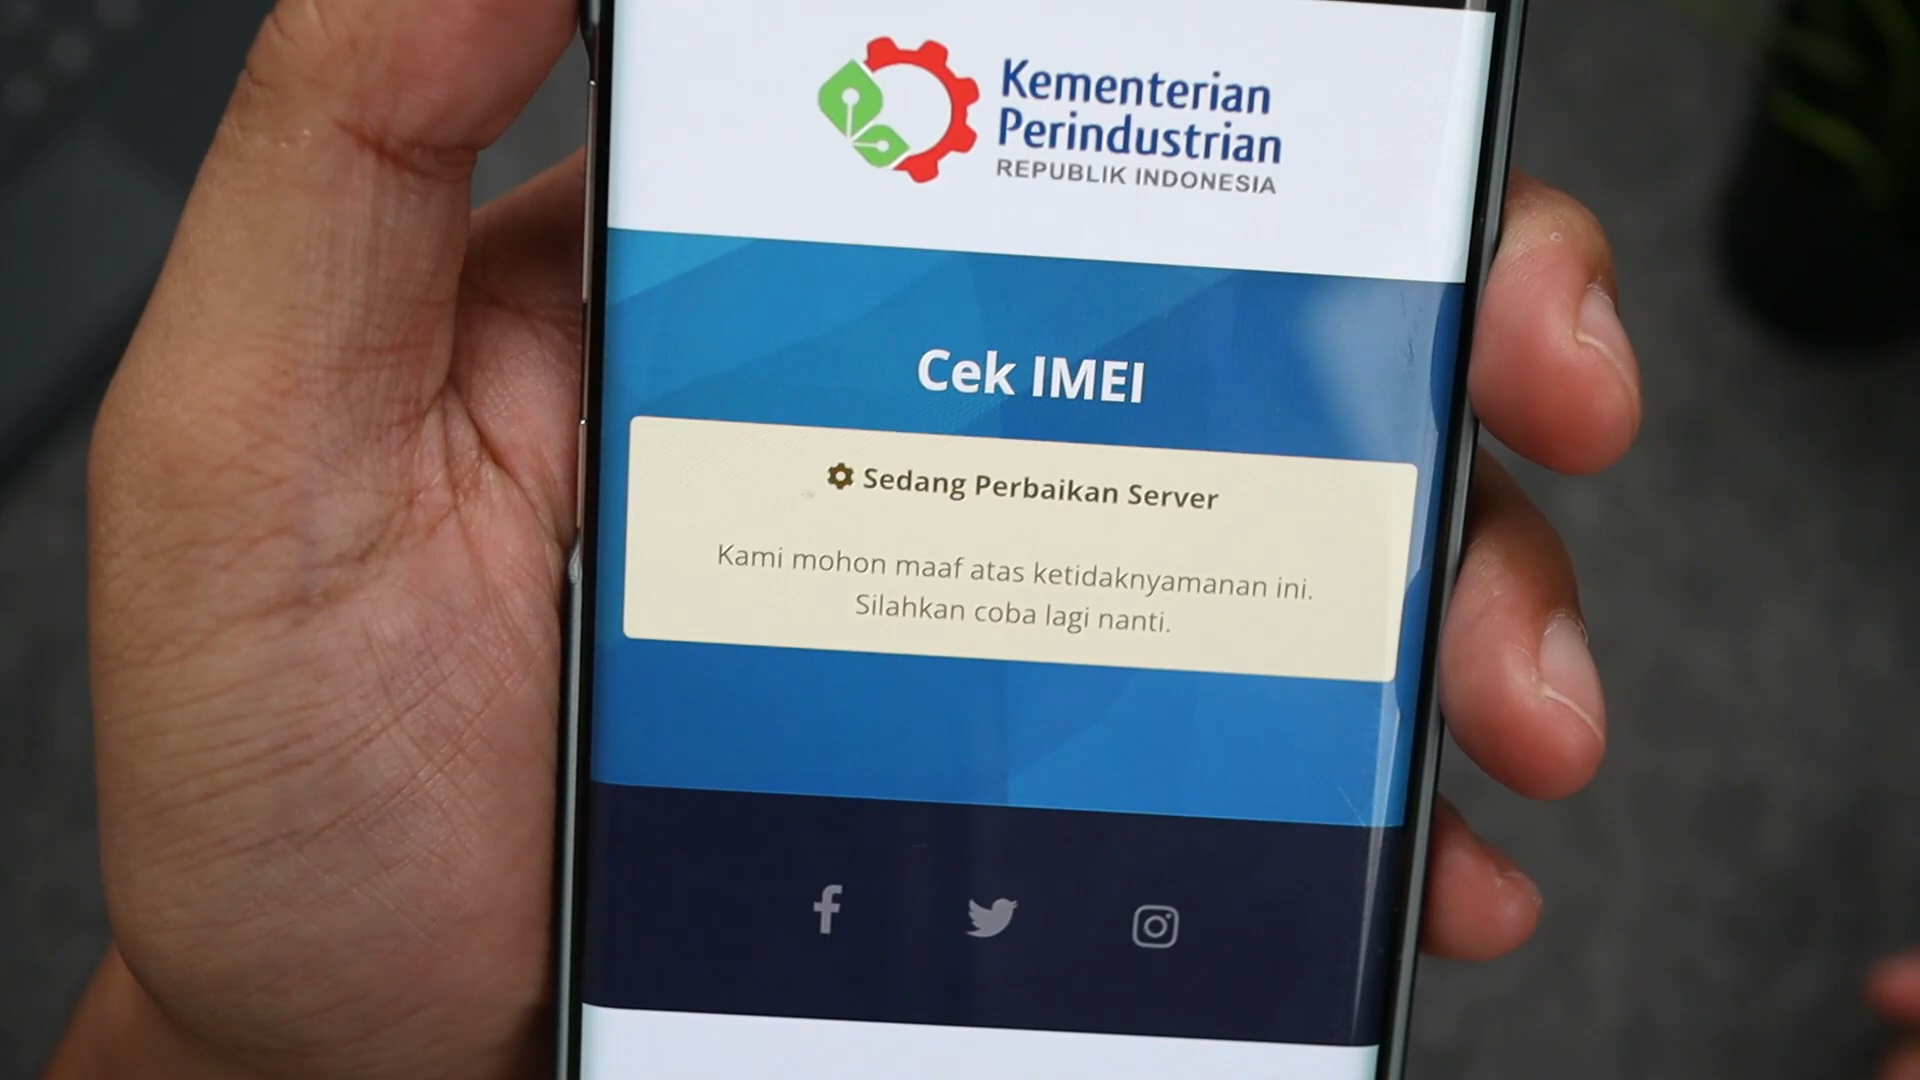 Kementerian
Perindustrian
REPUBLIK INDONESIA
Cek IMEI
Sedang Perbaikan Server
Kami mohon maaf atas ketidaknyamanan ini.
Silahkan coba lagi nanti.